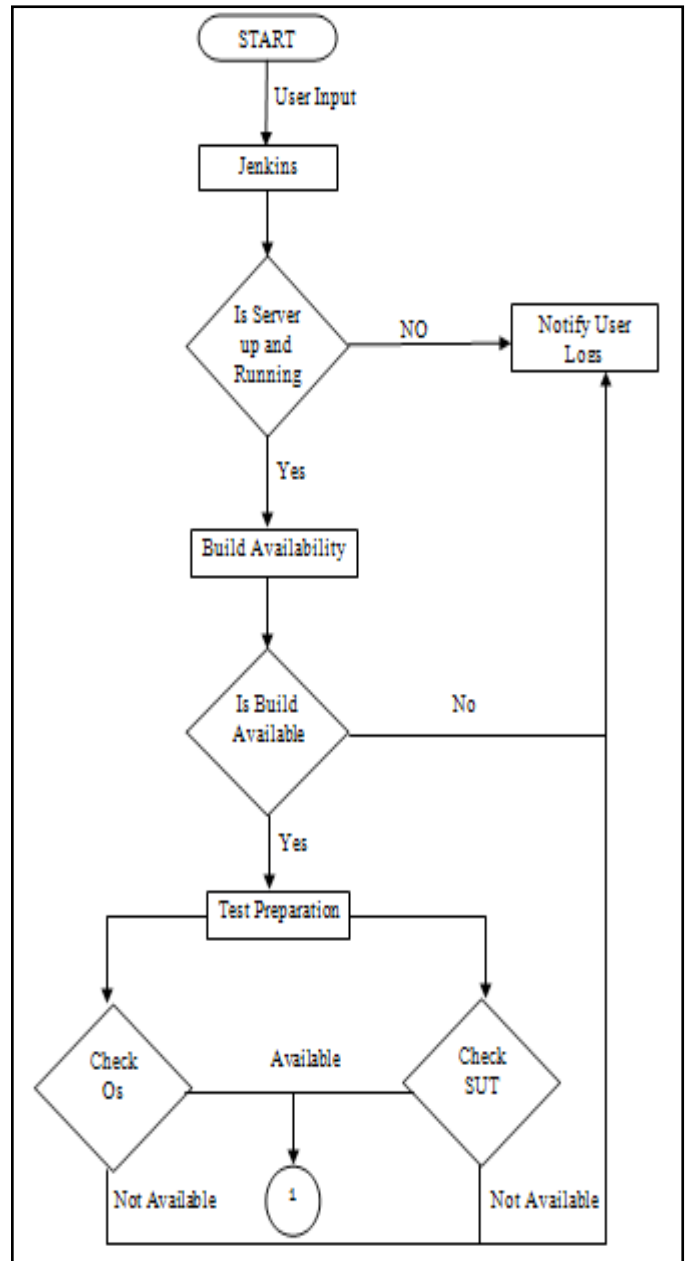 START
User Input
Jenkins
Is Server
up and
Running
NO
Notify User
Logs
Yes
Build Availability
Is Build
Available
No
Yes
Test Preparation
Check
Os
Available
Check
SUT
Not Available
1
Not Available